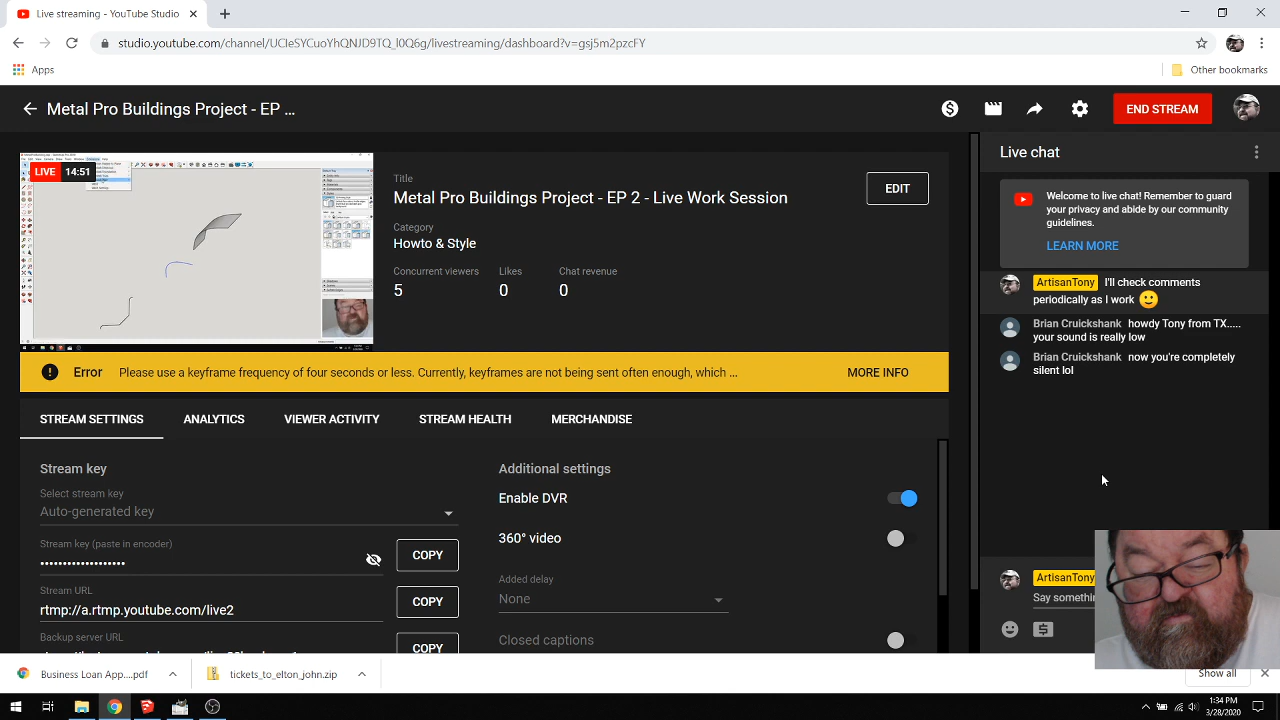 Live streaming - YouTube Studio
studio.youtube.com/channel/UCIeSYCuoYhQNJD9TQ_l0Q6g/livestreaming/dashboard?v=gsj5m2pzcFY
Apps
Other bookmarks
Metal Pro Buildings Project - EP ...
END STREAM
LIVE 14:51
Title
Metal Pro Buildings Project - EP 2 - Live Work Session
EDIT
Category
Howto & Style
Concurrent viewers Likes Chat revenue
5 0 0
Error Please use a keyframe frequency of four seconds or less. Currently, keyframes are not being sent often enough, which ...
MORE INFO
STREAM SETTINGS ANALYTICS VIEWER ACTIVITY STREAM HEALTH MERCHANDISE
Stream key
Select stream key
Auto-generated key
Stream key (paste in encoder)
••••••••••••••••••• COPY
Stream URL
rtmp://a.rtmp.youtube.com/live2 COPY
Backup server URL
COPY
Additional settings
Enable DVR
360° video
Added delay
None
Closed captions
Live chat
Welcome to live chat! Remember to guard
your privacy and abide by our community
guidelines.
LEARN MORE
ArtisanTony I'll check comments
periodically as I work 🙂
Brian Cruickshank howdy Tony from TX.....
your sound is really low
Brian Cruickshank now you're completely
silent lol
ArtisanTony
Say somethin
Business Loan App....pdf
tickets_to_elton_john.zip
Show all
1:34 PM
3/28/2020